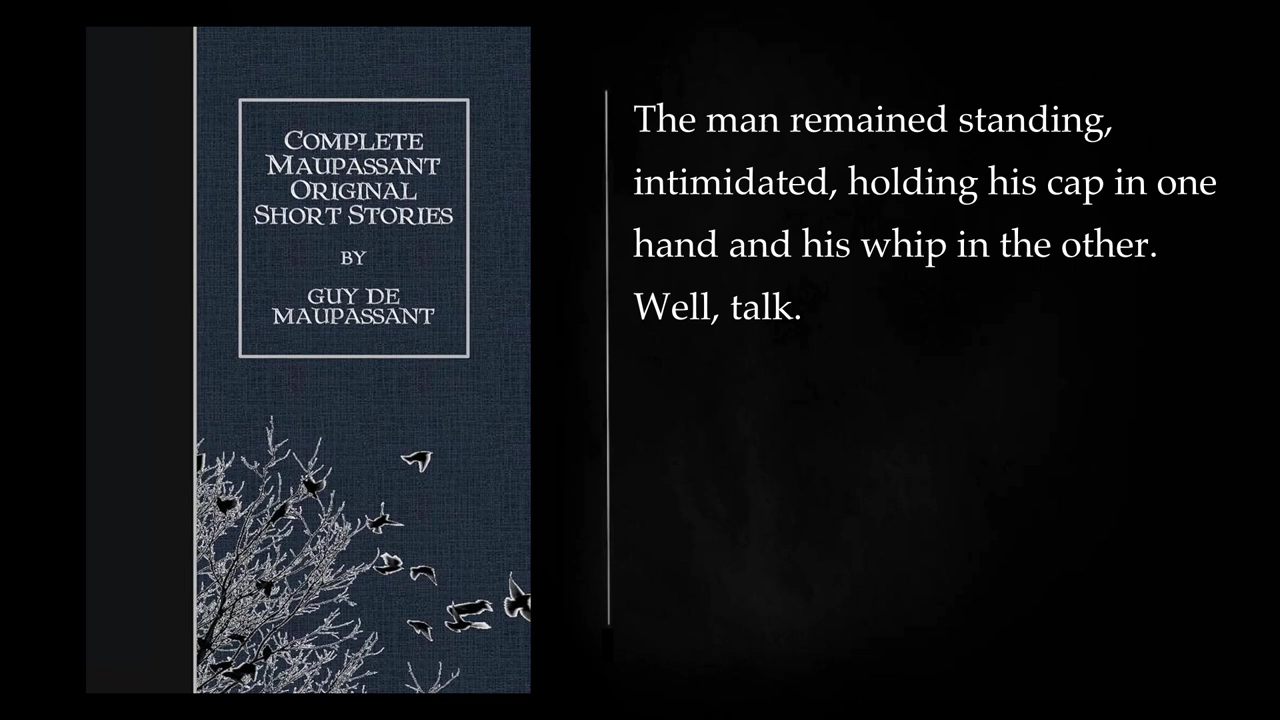 COMPLETE
MAUPASSANT
ORIGINAL
SHORT STORIES
BY
GUY DE
MAUPASSANT
The man remained standing,
intimidated, holding his cap in one
hand and his whip in the other.
Well, talk.